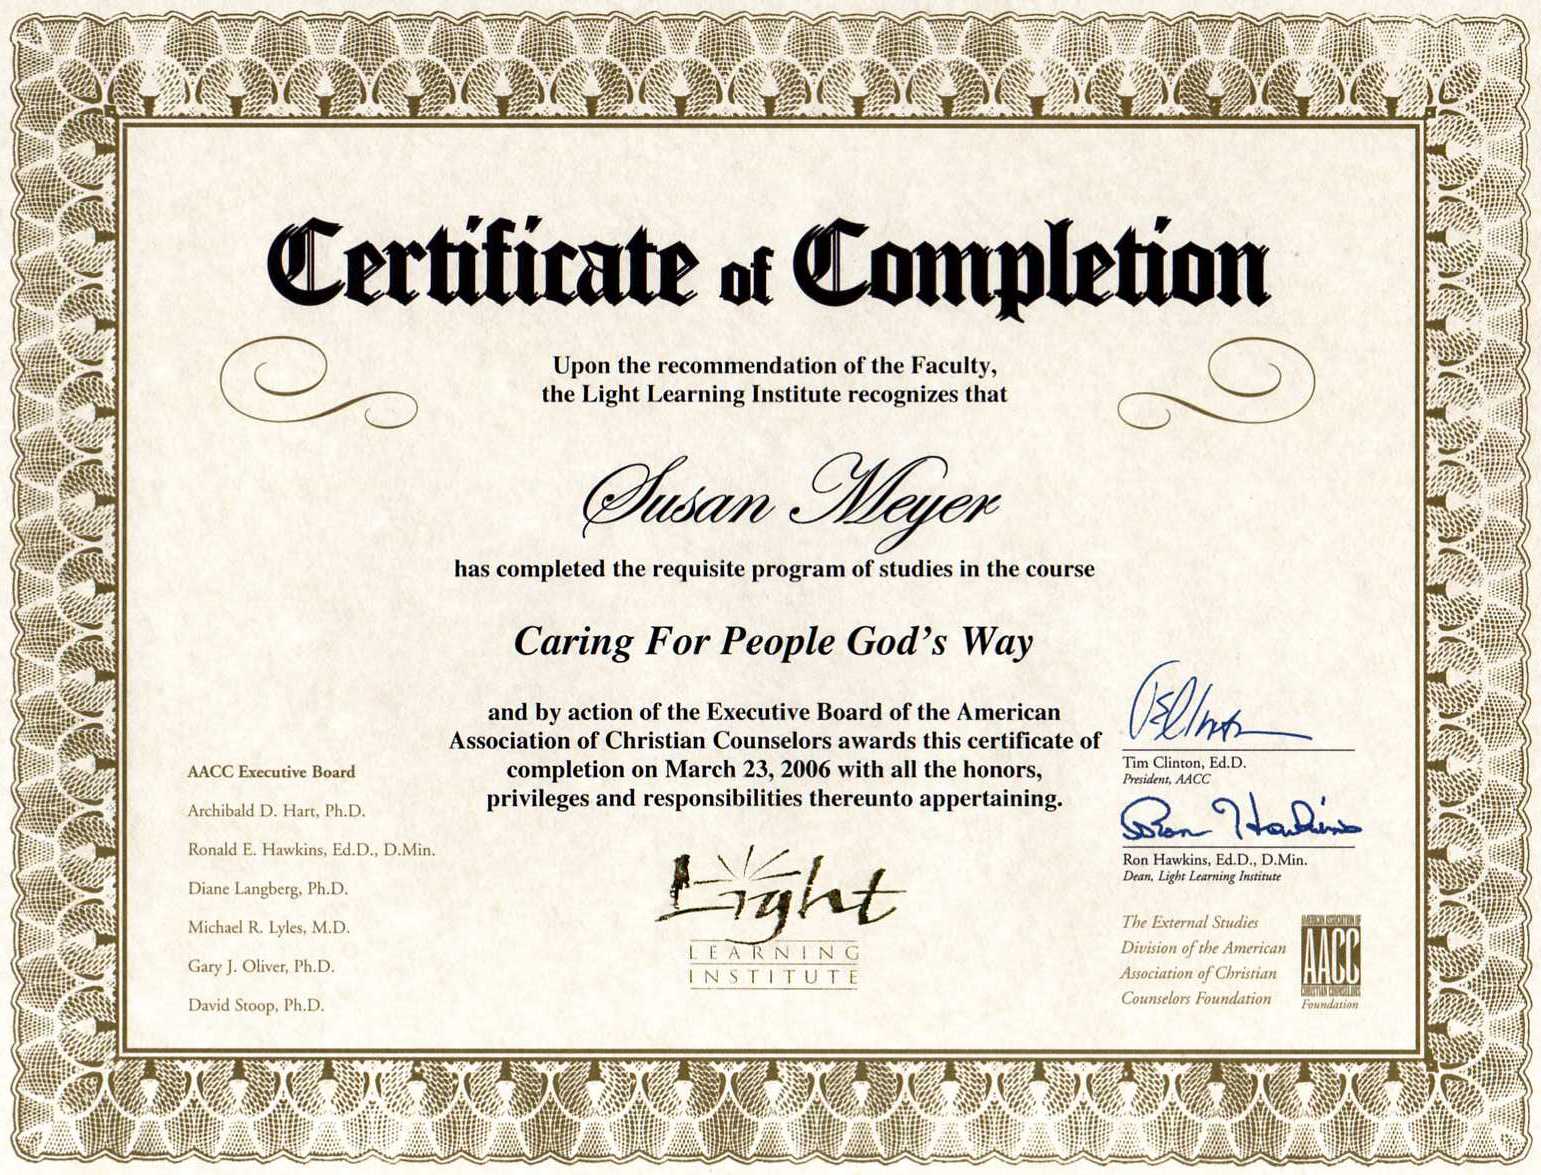 Certificate of Completion
Upon the recommendation of the Faculty,
the Light Learning Institute recognizes that
Susan Meyer
has completed the requisite program of studies in the course
Caring For People God's Way
and by action of the Executive Board of the American
Association of Christian Counselors awards this certificate of
completion on March 23, 2006 with all the honors,
privileges and responsibilities thereunto appertaining.
AACC Executive Board
Archibald D. Hart, Ph.D.
Ronald E. Hawkins, Ed.D., D.Min.
Diane Langberg, Ph.D.
Michael R. Lyles, M.D.
Gary J. Oliver, Ph.D.
David Stoop, Ph.D.
Light
LEARNING
INSTITUTE
Tim Clinton, Ed.D.
President, AACC
Ron Hawkins
Ron Hawkins, Ed.D., D.Min.
Dean, Light Learning Institute
The External Studies
Division of the American
Association of Christian
Counselors Foundation
AMERICAN ASSOCIATION OF
AACC
CHRISTIAN COUNSELORS
Foundation